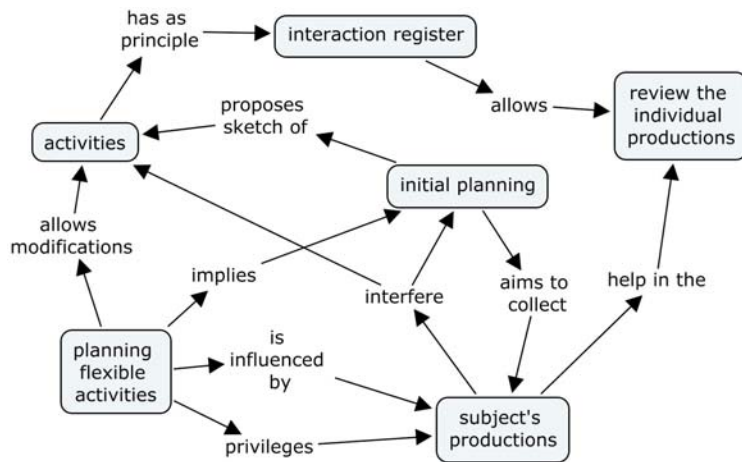 has as
principle
interaction register
allows
review the
individual
productions
proposes
sketch of
activities
initial planning
allows
modifications
implies
interfere
aims to
collect
help in the
planning
flexible
activities
is
influenced
by
subject's
productions
privileges